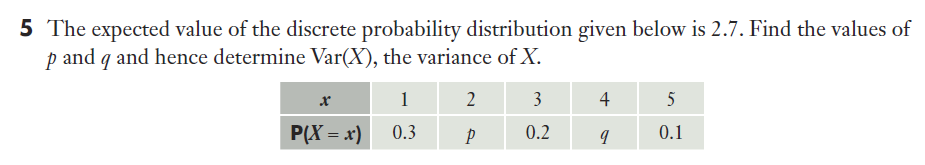 5 The expected value of the discrete probability distribution given below is 2.7. Find the values of
p and q and hence determine Var(X), the variance of X.
x 1 2 3 4 5
P(X = x) 0.3 p 0.2 q 0.1